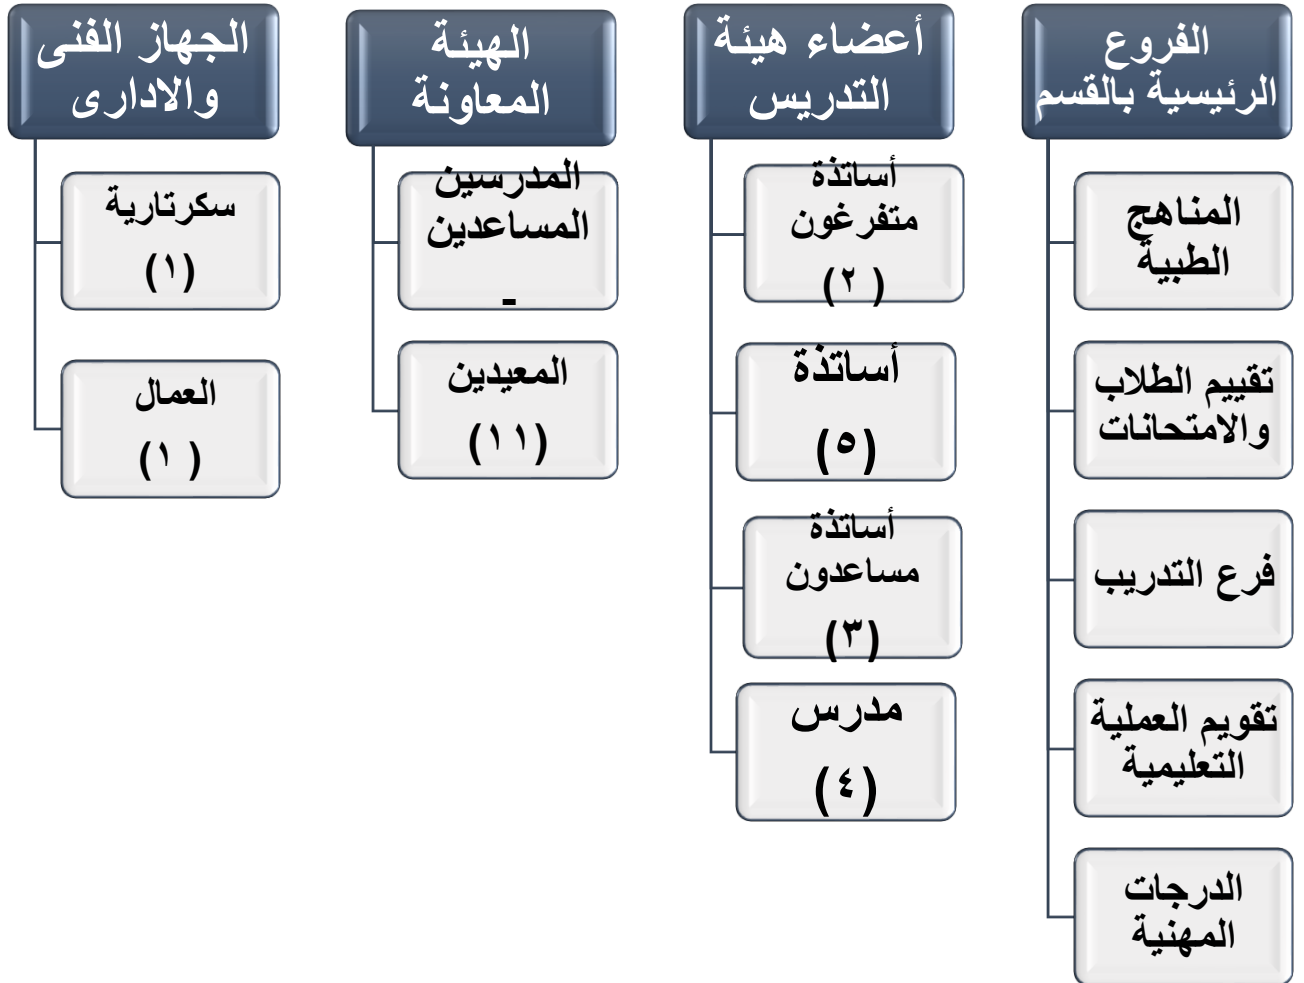 الفروع
الرئيسية بالقسم
المناهج
الطبية
تقييم الطلاب
والامتحانات
فرع التدريب
تقويم العملية
التعليمية
الدرجات
المهنية
أعضاء هيئة
التدريس
أساتذة
متفرغون
(٢ )
أساتذة
(٥)
أساتذة
مساعدون
(٣)
مدرس
(٤)
الهيئة
المعاونة
المدرسين
المساعدين
-
المعيدين
(١١)
الجهاز الفنى
والادارى
سكرتارية
(١)
العمال
(١ )